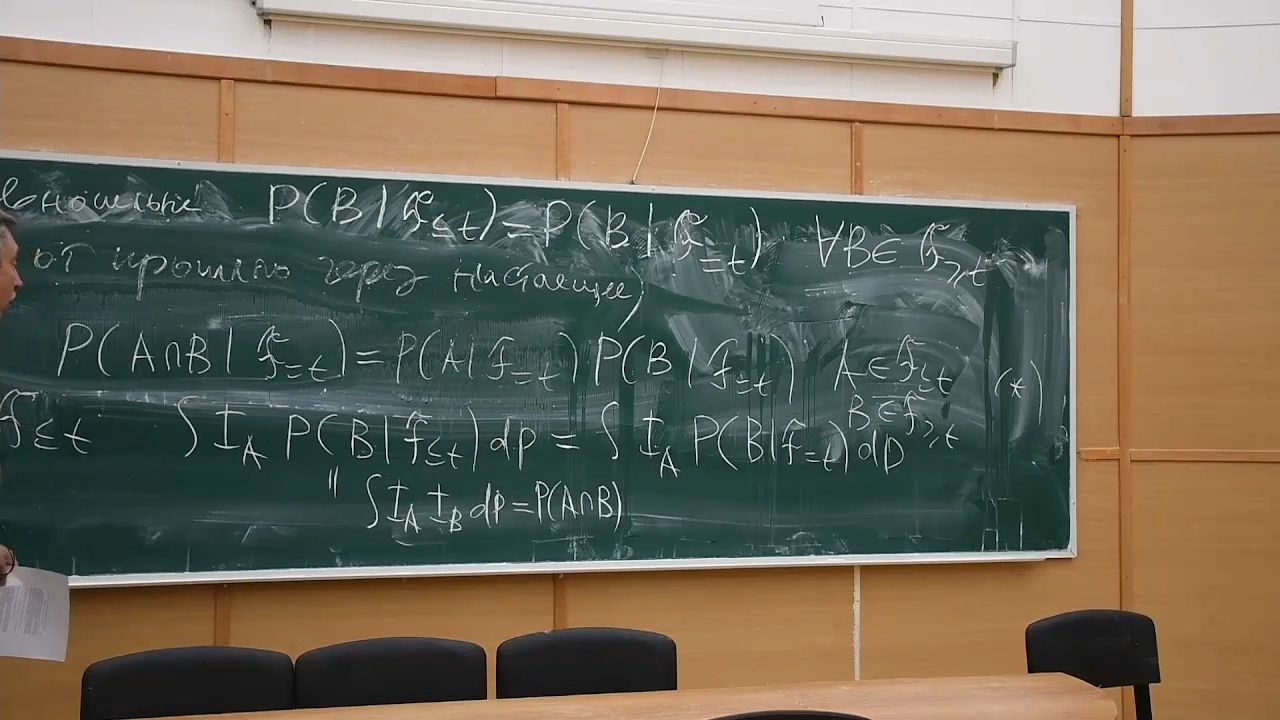 P(B | F≤t) = P(B | F=t) ∀B ∈ F≥t
от прошлого через настоящее)
P(A∩B | F=t) = P(A | F=t) P(B | F=t) A ∈ F≤t (*)
B ∈ F≥t
F≤t ∫ I_A P(B | F≤t) dP = ∫ I_A P(B | F=t) dP
" ∫ I_A I_B dP = P(A∩B)